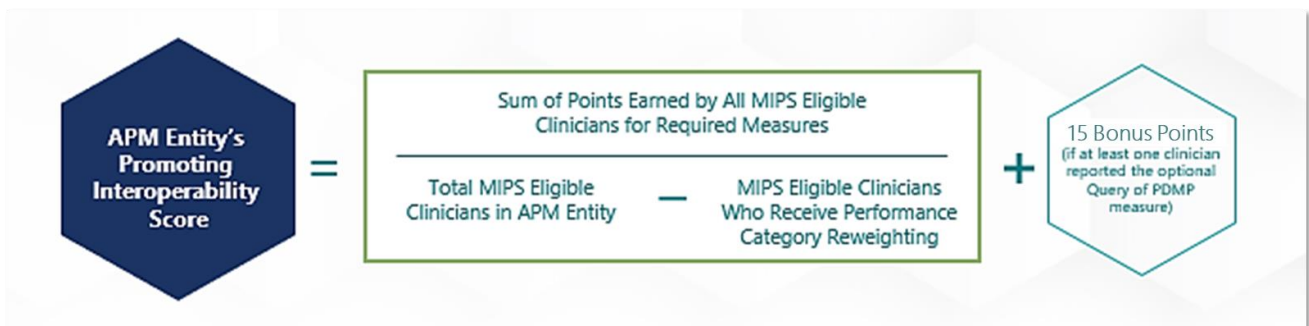 APM Entity's
Promoting
Interoperability
Score
=
Sum of Points Earned by All MIPS Eligible
Clinicians for Required Measures
Total MIPS Eligible
Clinicians in APM Entity
−
MIPS Eligible Clinicians
Who Receive Performance
Category Reweighting
+
15 Bonus Points
(if at least one clinician
reported the optional
Query of PDMP
measure)